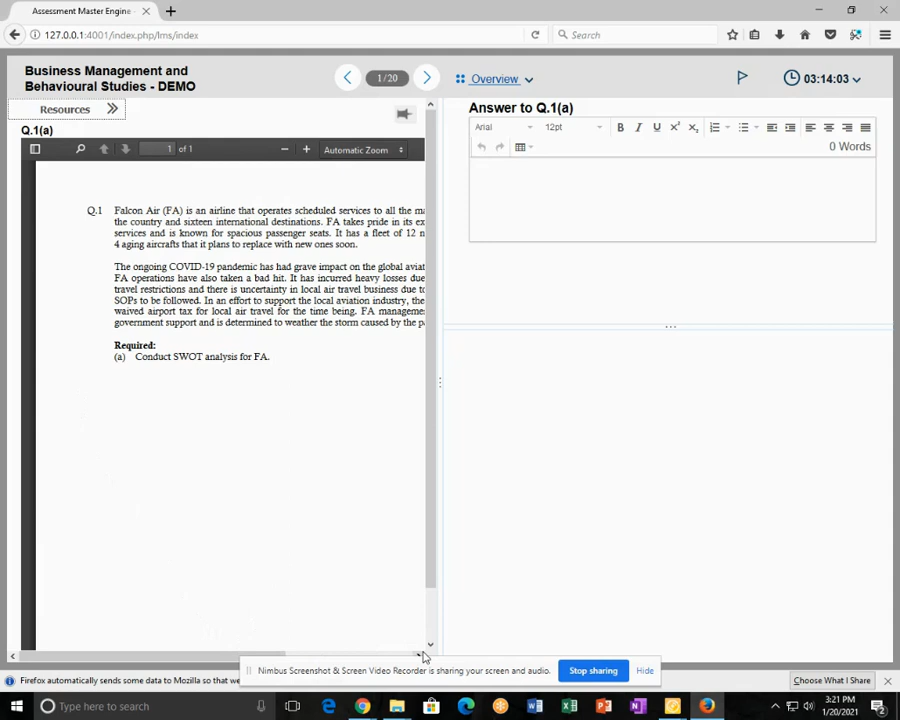 Assessment Master Engine
127.0.0.1:4001/index.php/lms/index
Search
Business Management and
Behavioural Studies - DEMO
1/20
Overview
03:14:03
Resources
Q.1(a)
1 of 1
Automatic Zoom
Q.1 Falcon Air (FA) is an airline that operates scheduled services to all the
the country and sixteen international destinations. FA takes pride in its
services and is known for spacious passenger seats. It has a fleet of 12
4 aging aircrafts that it plans to replace with new ones soon.
The ongoing COVID-19 pandemic has had grave impact on the global
FA operations have also taken a bad hit. It has incurred heavy losses due
travel restrictions and there is uncertainty in local air travel business due
SOPs to be followed. In an effort to support the local aviation industry, the
waived airport tax for local air travel for the time being. FA
government support and is determined to weather the storm caused by the
Required:
(a) Conduct SWOT analysis for FA.
Answer to Q.1(a)
Arial 12pt B I U X² X₂
0 Words
Nimbus Screenshot & Screen Video Recorder is sharing your screen and audio. Stop sharing Hide
Firefox automatically sends some data to Mozilla so that we
Choose What I Share
Type here to search
3:21 PM
1/20/2021
2